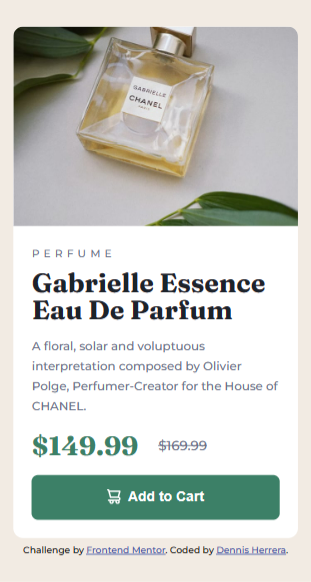 GABRIELLE
CHANEL
PARIS
PERFUME
Gabrielle Essence
Eau De Parfum
A floral, solar and voluptuous
interpretation composed by Olivier
Polge, Perfumer-Creator for the House of
CHANEL.
$149.99 $169.99
Add to Cart
Challenge by Frontend Mentor. Coded by Dennis Herrera.